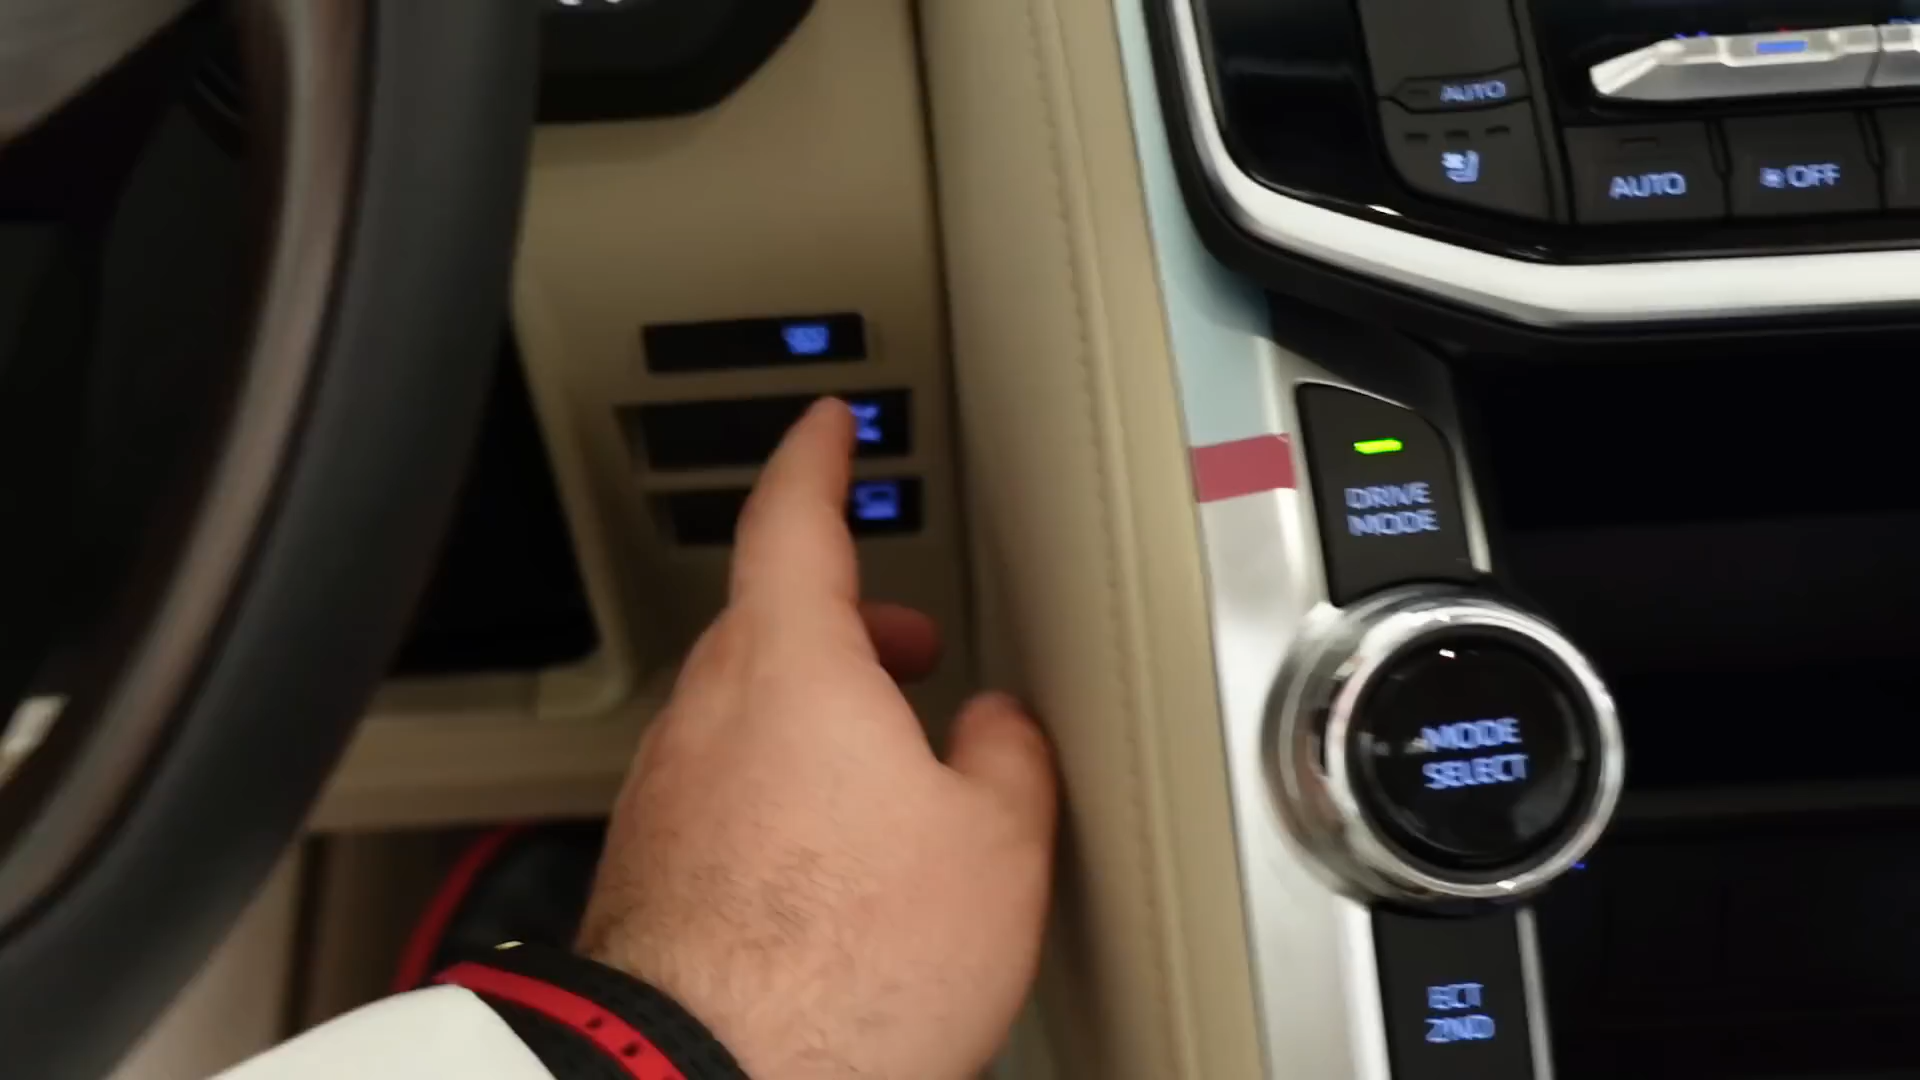 AUTO
AUTO
OFF
DRIVE
MODE
MODE
SELECT
ECT
2ND